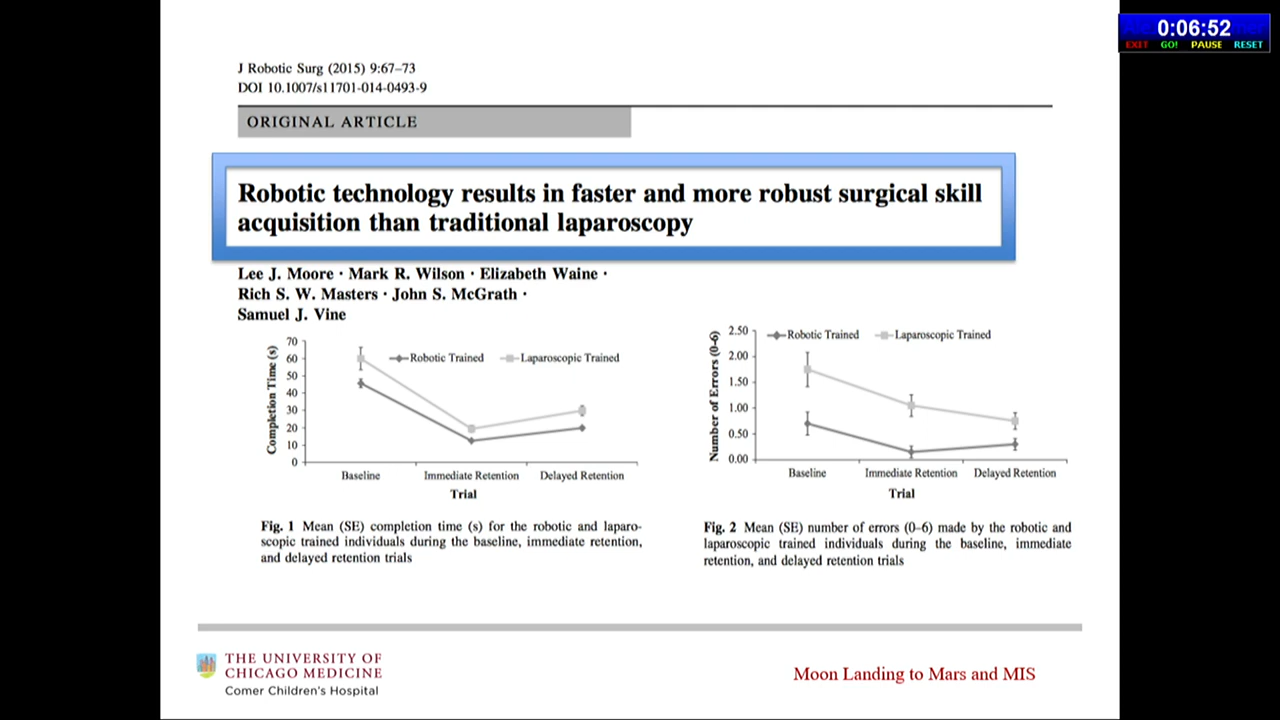 0:06:52
EXIT GO! PAUSE RESET
J Robotic Surg (2015) 9:67–73
DOI 10.1007/s11701-014-0493-9
ORIGINAL ARTICLE
Robotic technology results in faster and more robust surgical skill
acquisition than traditional laparoscopy
Lee J. Moore · Mark R. Wilson · Elizabeth Waine ·
Rich S. W. Masters · John S. McGrath ·
Samuel J. Vine
Completion Time (s)
70
60
50
40
30
20
10
0
Robotic Trained Laparoscopic Trained
Baseline Immediate Retention Delayed Retention
Trial
Fig. 1 Mean (SE) completion time (s) for the robotic and laparo-
scopic trained individuals during the baseline, immediate retention,
and delayed retention trials
Number of Errors (0-6)
2.50
2.00
1.50
1.00
0.50
0.00
Robotic Trained Laparoscopic Trained
Baseline Immediate Retention Delayed Retention
Trial
Fig. 2 Mean (SE) number of errors (0–6) made by the robotic and
laparoscopic trained individuals during the baseline, immediate
retention, and delayed retention trials
THE UNIVERSITY OF
CHICAGO MEDICINE
Comer Children's Hospital
Moon Landing to Mars and MIS